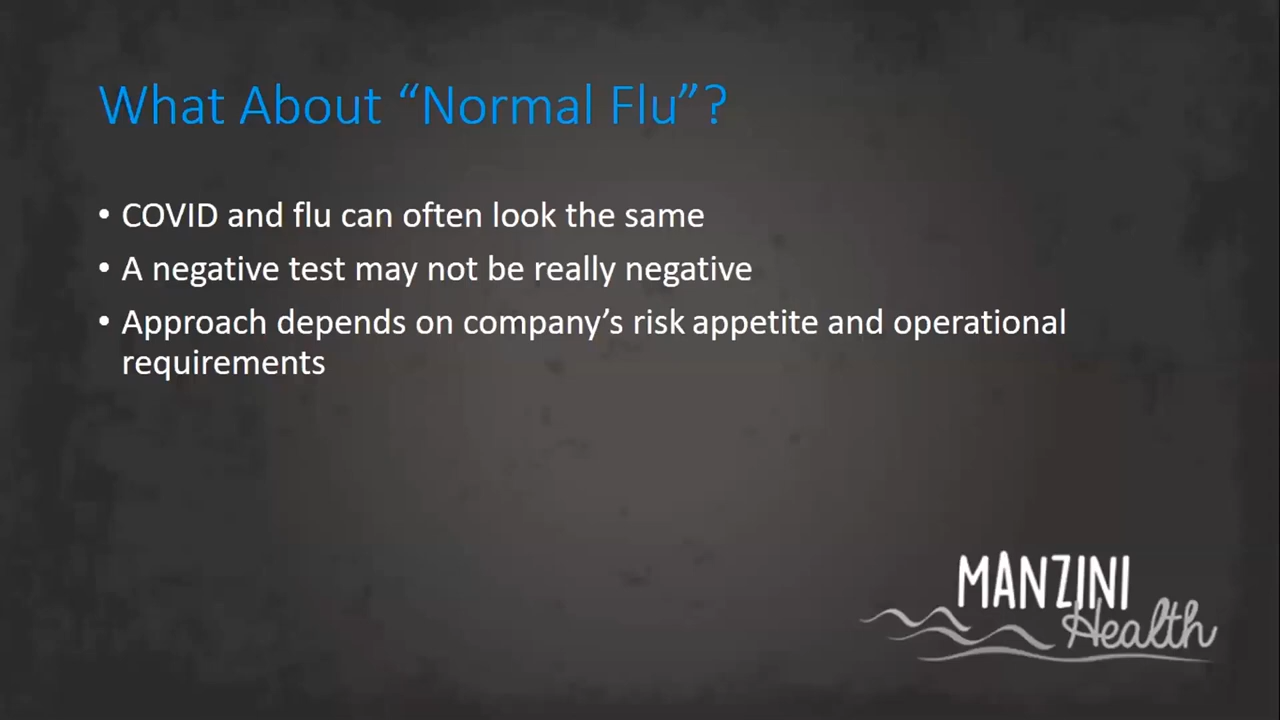 What About “Normal Flu”?
• COVID and flu can often look the same
• A negative test may not be really negative
• Approach depends on company’s risk appetite and operational
requirements
MANZINI
Health